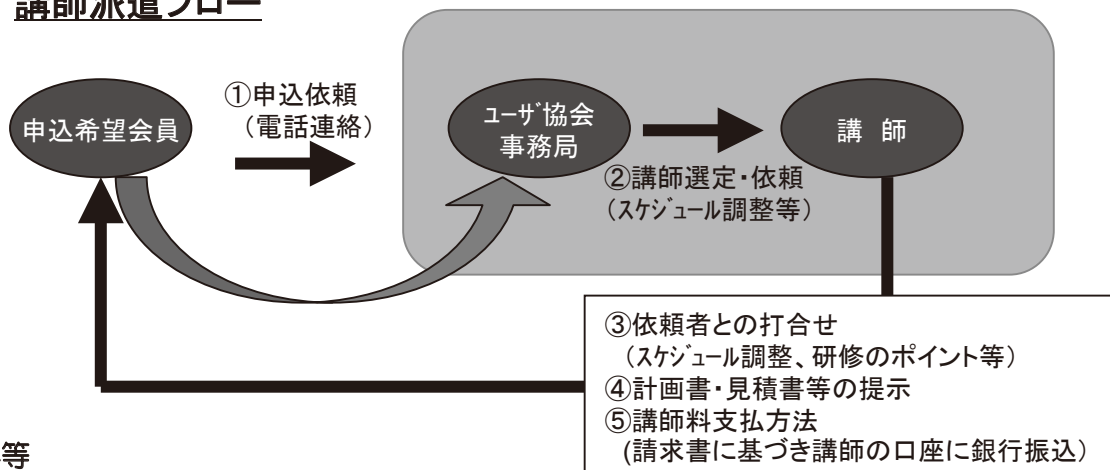 講師派遣フロー
申込希望会員
①申込依頼
（電話連絡）
ﾕｰｻﾞ協会
事務局
②講師選定・依頼
（ｽｹｼﾞｭｰﾙ調整等）
講 師
③依頼者との打合せ
（ｽｹｼﾞｭｰﾙ調整、研修のポイント等）
④計画書・見積書等の提示
⑤講師料支払方法
(請求書に基づき講師の口座に銀行振込）
等